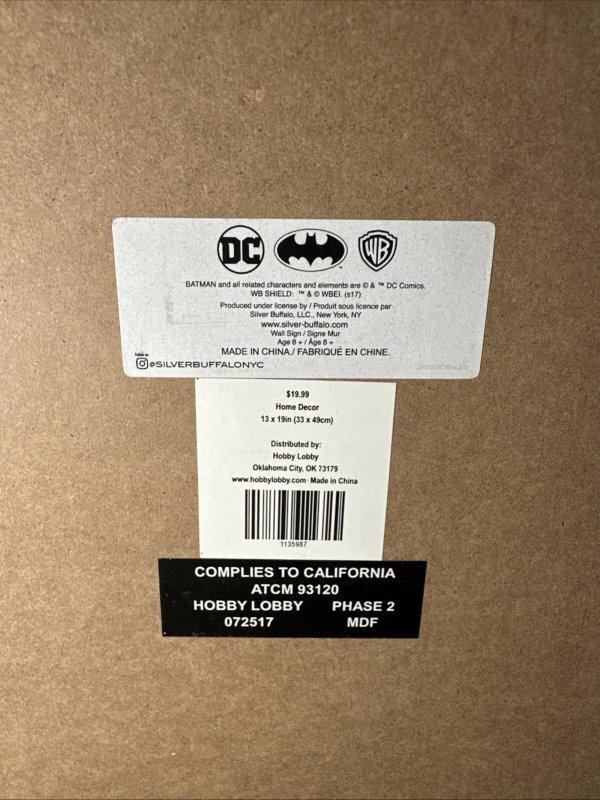 DC
WB
BATMAN and all related characters and elements are © & ™ DC Comics.
WB SHIELD: ™ & © WBEI. (s17)
Produced under license by / Produit sous licence par
Silver Buffalo, LLC., New York, NY
www.silver-buffalo.com
Wall Sign / Signe Mur
Age 8 + / Âge 8 +
MADE IN CHINA./ FABRIQUÉ EN CHINE.
Follow us
@SILVERBUFFALONYC
$19.99
Home Decor
13 x 19in (33 x 49cm)
Distributed by:
Hobby Lobby
Oklahoma City, OK 73179
www.hobbylobby.com · Made in China
1135987
COMPLIES TO CALIFORNIA
ATCM 93120
HOBBY LOBBY PHASE 2
072517 MDF